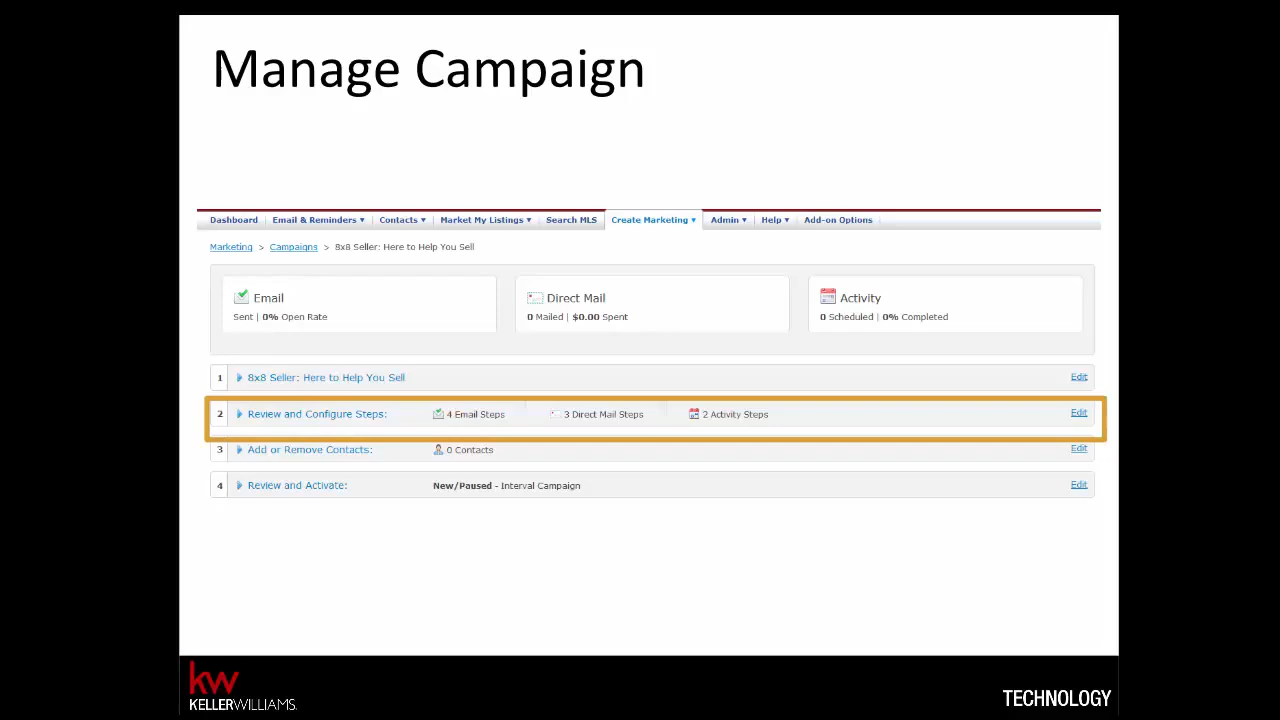 Manage Campaign
Dashboard Email & Reminders Contacts Market My Listings Search MLS Create Marketing Admin Help Add-on Options
Marketing > Campaigns > 8x8 Seller: Here to Help You Sell
Email Direct Mail Activity
Sent | 0% Open Rate 0 Mailed | $0.00 Spent 0 Scheduled | 0% Completed
1 8x8 Seller: Here to Help You Sell Edit
2 Review and Configure Steps: 4 Email Steps 3 Direct Mail Steps 2 Activity Steps Edit
3 Add or Remove Contacts: 0 Contacts Edit
4 Review and Activate: New/Paused - Interval Campaign Edit
kw
KELLERWILLIAMS. TECHNOLOGY